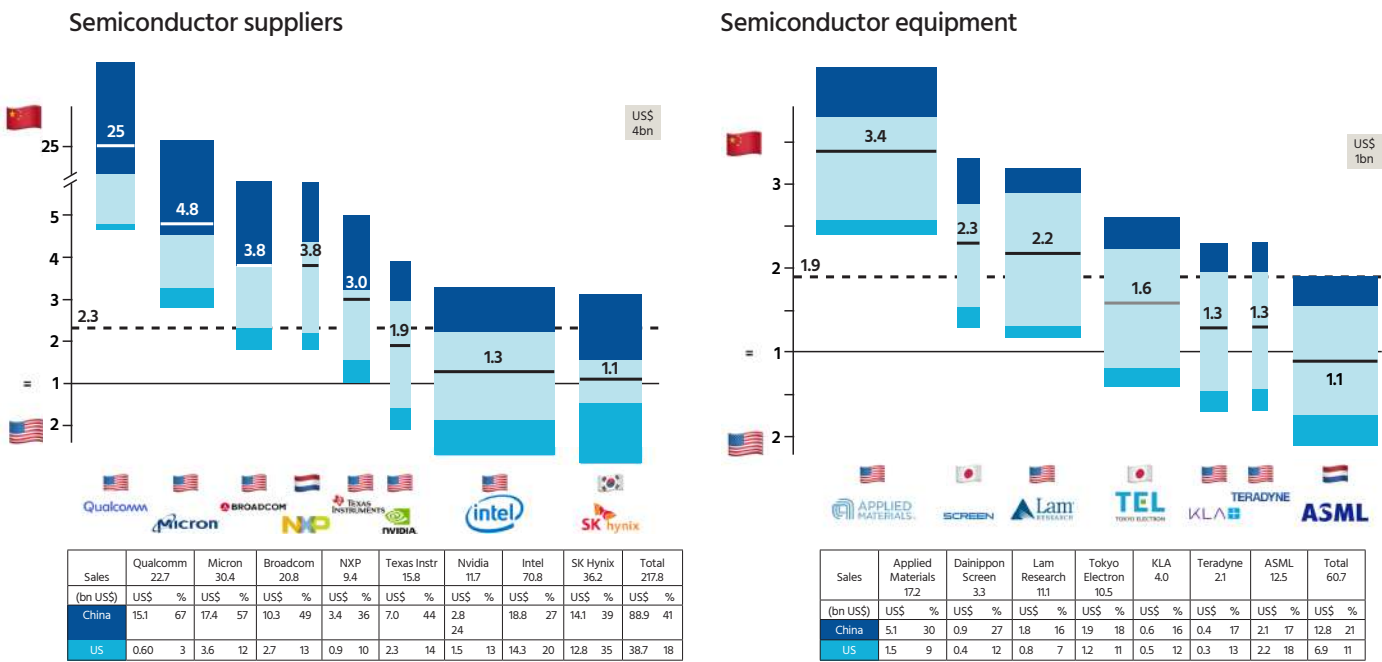 Semiconductor suppliers
25
5
4
3
2
=
1
2
2.3
25
4.8
3.8
3.8
3.0
1.9
1.3
1.1
US$
4bn
Qualcomm
Micron
BROADCOM
NXP
TEXAS
INSTRUMENTS
NVIDIA.
intel
SK hynix
Sales Qualcomm Micron Broadcom NXP Texas Instr Nvidia Intel SK Hynix Total
22.7 30.4 20.8 9.4 15.8 11.7 70.8 36.2 217.8
(bn US$) US$ % US$ % US$ % US$ % US$ % US$ % US$ % US$ % US$ %
China 15.1 67 17.4 57 10.3 49 3.4 36 7.0 44 2.8 18.8 27 14.1 39 88.9 41
24
US 0.60 3 3.6 12 2.7 13 0.9 10 2.3 14 1.5 13 14.3 20 12.8 35 38.7 18
Semiconductor equipment
3
2
=
1
2
1.9
3.4
2.3
2.2
1.6
1.3
1.3
1.1
US$
1bn
APPLIED
MATERIALS.
SCREEN
Lam
RESEARCH
TEL
TOKYO ELECTRON
KLA
TERADYNE
ASML
Sales Applied Dainippon Lam Tokyo KLA Teradyne ASML Total
Materials Screen Research Electron 4.0 2.1 12.5 60.7
17.2 3.3 11.1 10.5
(bn US$) US$ % US$ % US$ % US$ % US$ % US$ % US$ % US$ %
China 5.1 30 0.9 27 1.8 16 1.9 18 0.6 16 0.4 17 2.1 17 12.8 21
US 1.5 9 0.4 12 0.8 7 1.2 11 0.5 12 0.3 13 2.2 18 6.9 11